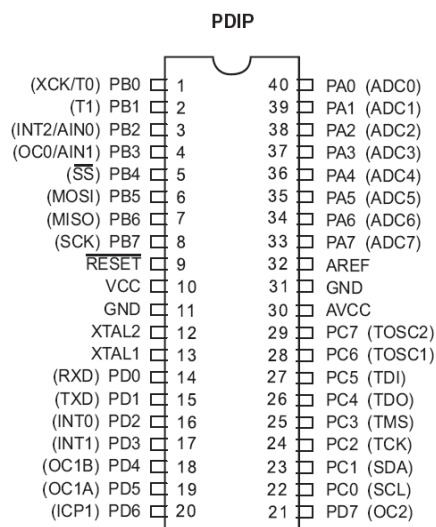 PDIP
(XCK/T0) PB0 1 40 PA0 (ADC0)
(T1) PB1 2 39 PA1 (ADC1)
(INT2/AIN0) PB2 3 38 PA2 (ADC2)
(OC0/AIN1) PB3 4 37 PA3 (ADC3)
(SS) PB4 5 36 PA4 (ADC4)
(MOSI) PB5 6 35 PA5 (ADC5)
(MISO) PB6 7 34 PA6 (ADC6)
(SCK) PB7 8 33 PA7 (ADC7)
RESET 9 32 AREF
VCC 10 31 GND
GND 11 30 AVCC
XTAL2 12 29 PC7 (TOSC2)
XTAL1 13 28 PC6 (TOSC1)
(RXD) PD0 14 27 PC5 (TDI)
(TXD) PD1 15 26 PC4 (TDO)
(INT0) PD2 16 25 PC3 (TMS)
(INT1) PD3 17 24 PC2 (TCK)
(OC1B) PD4 18 23 PC1 (SDA)
(OC1A) PD5 19 22 PC0 (SCL)
(ICP1) PD6 20 21 PD7 (OC2)